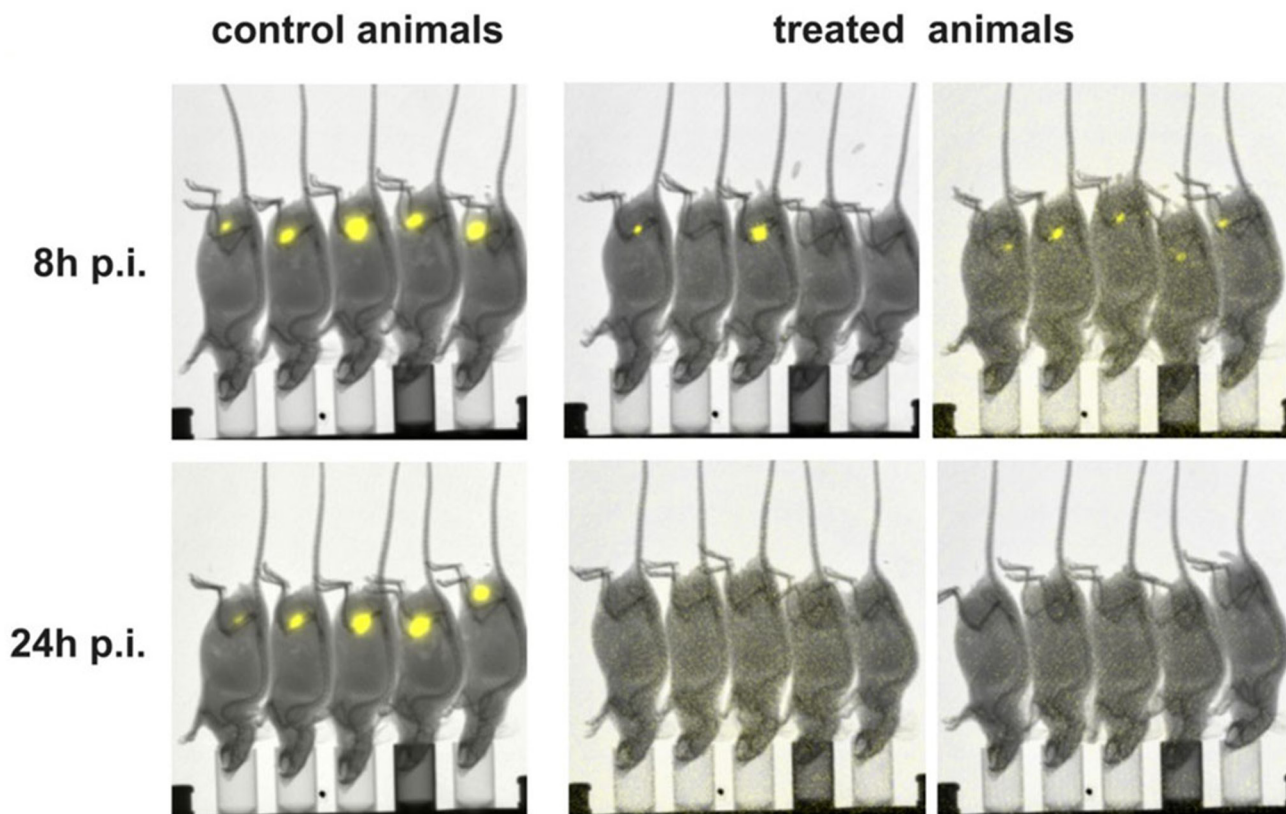 control animals
treated animals
8h p.i.
24h p.i.